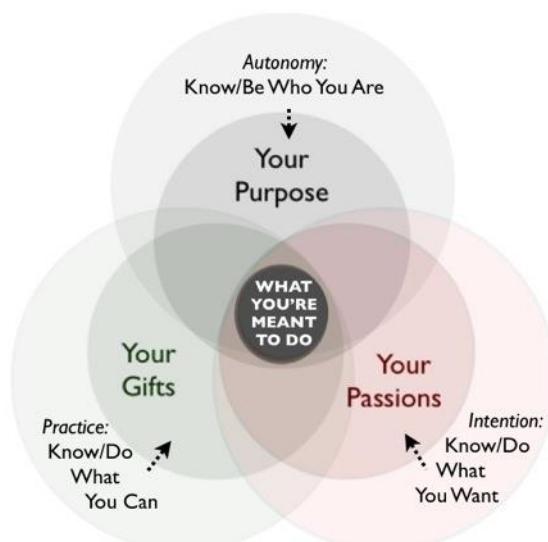 Autonomy:
Know/Be Who You Are
Your
Purpose
WHAT
YOU'RE
MEANT
TO DO
Your
Gifts
Your
Passions
Practice:
Know/Do
What
You Can
Intention:
Know/Do
What
You Want